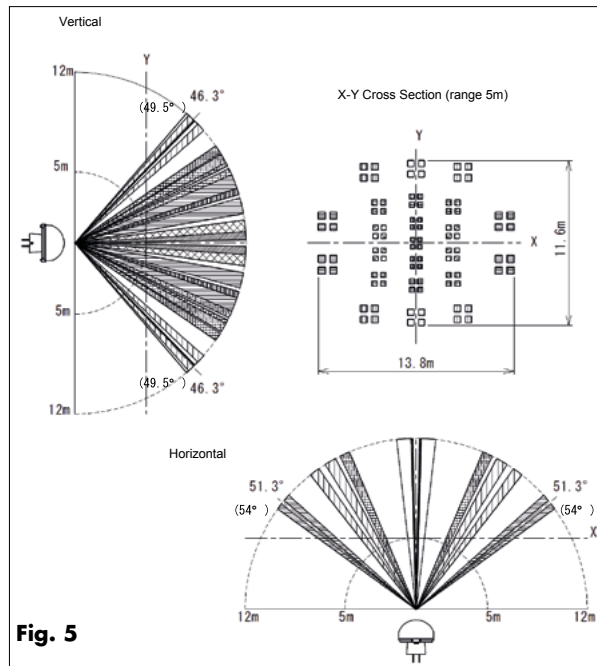 Vertical
Y
12m
(49.5°)
46.3°
5m
5m
(49.5°)
46.3°
12m
X-Y Cross Section (range 5m)
Y
X
11.6m
13.8m
Horizontal
51.3°
(54°)
51.3°
(54°)
X
12m
5m
5m
12m
Fig. 5